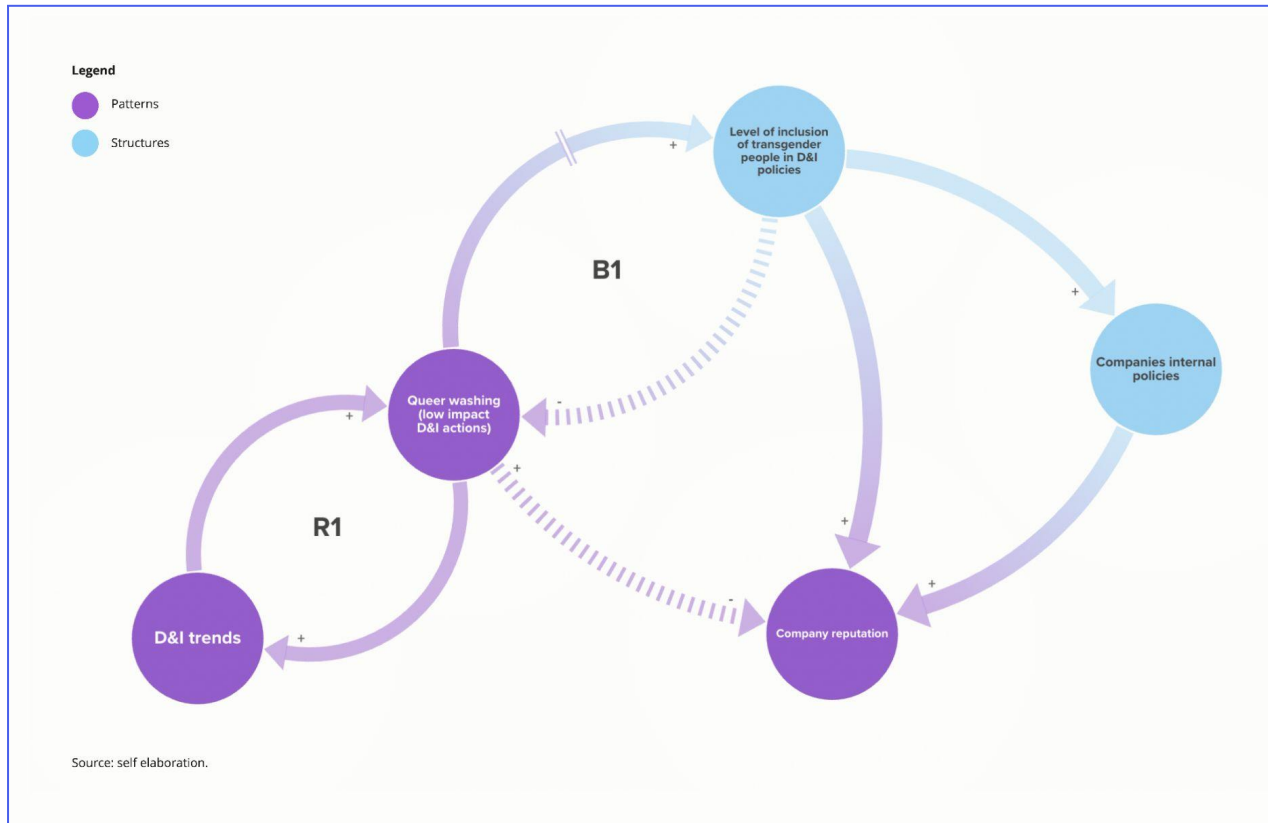 Legend
Patterns
Structures
Level of inclusion
of transgender
people in D&I
policies
+
B1
+
Companies internal
policies
Queer washing
(low impact
D&I actions)
-
+
+
R1
+
+
-
Company reputation
D&I trends
+
Source: self elaboration.